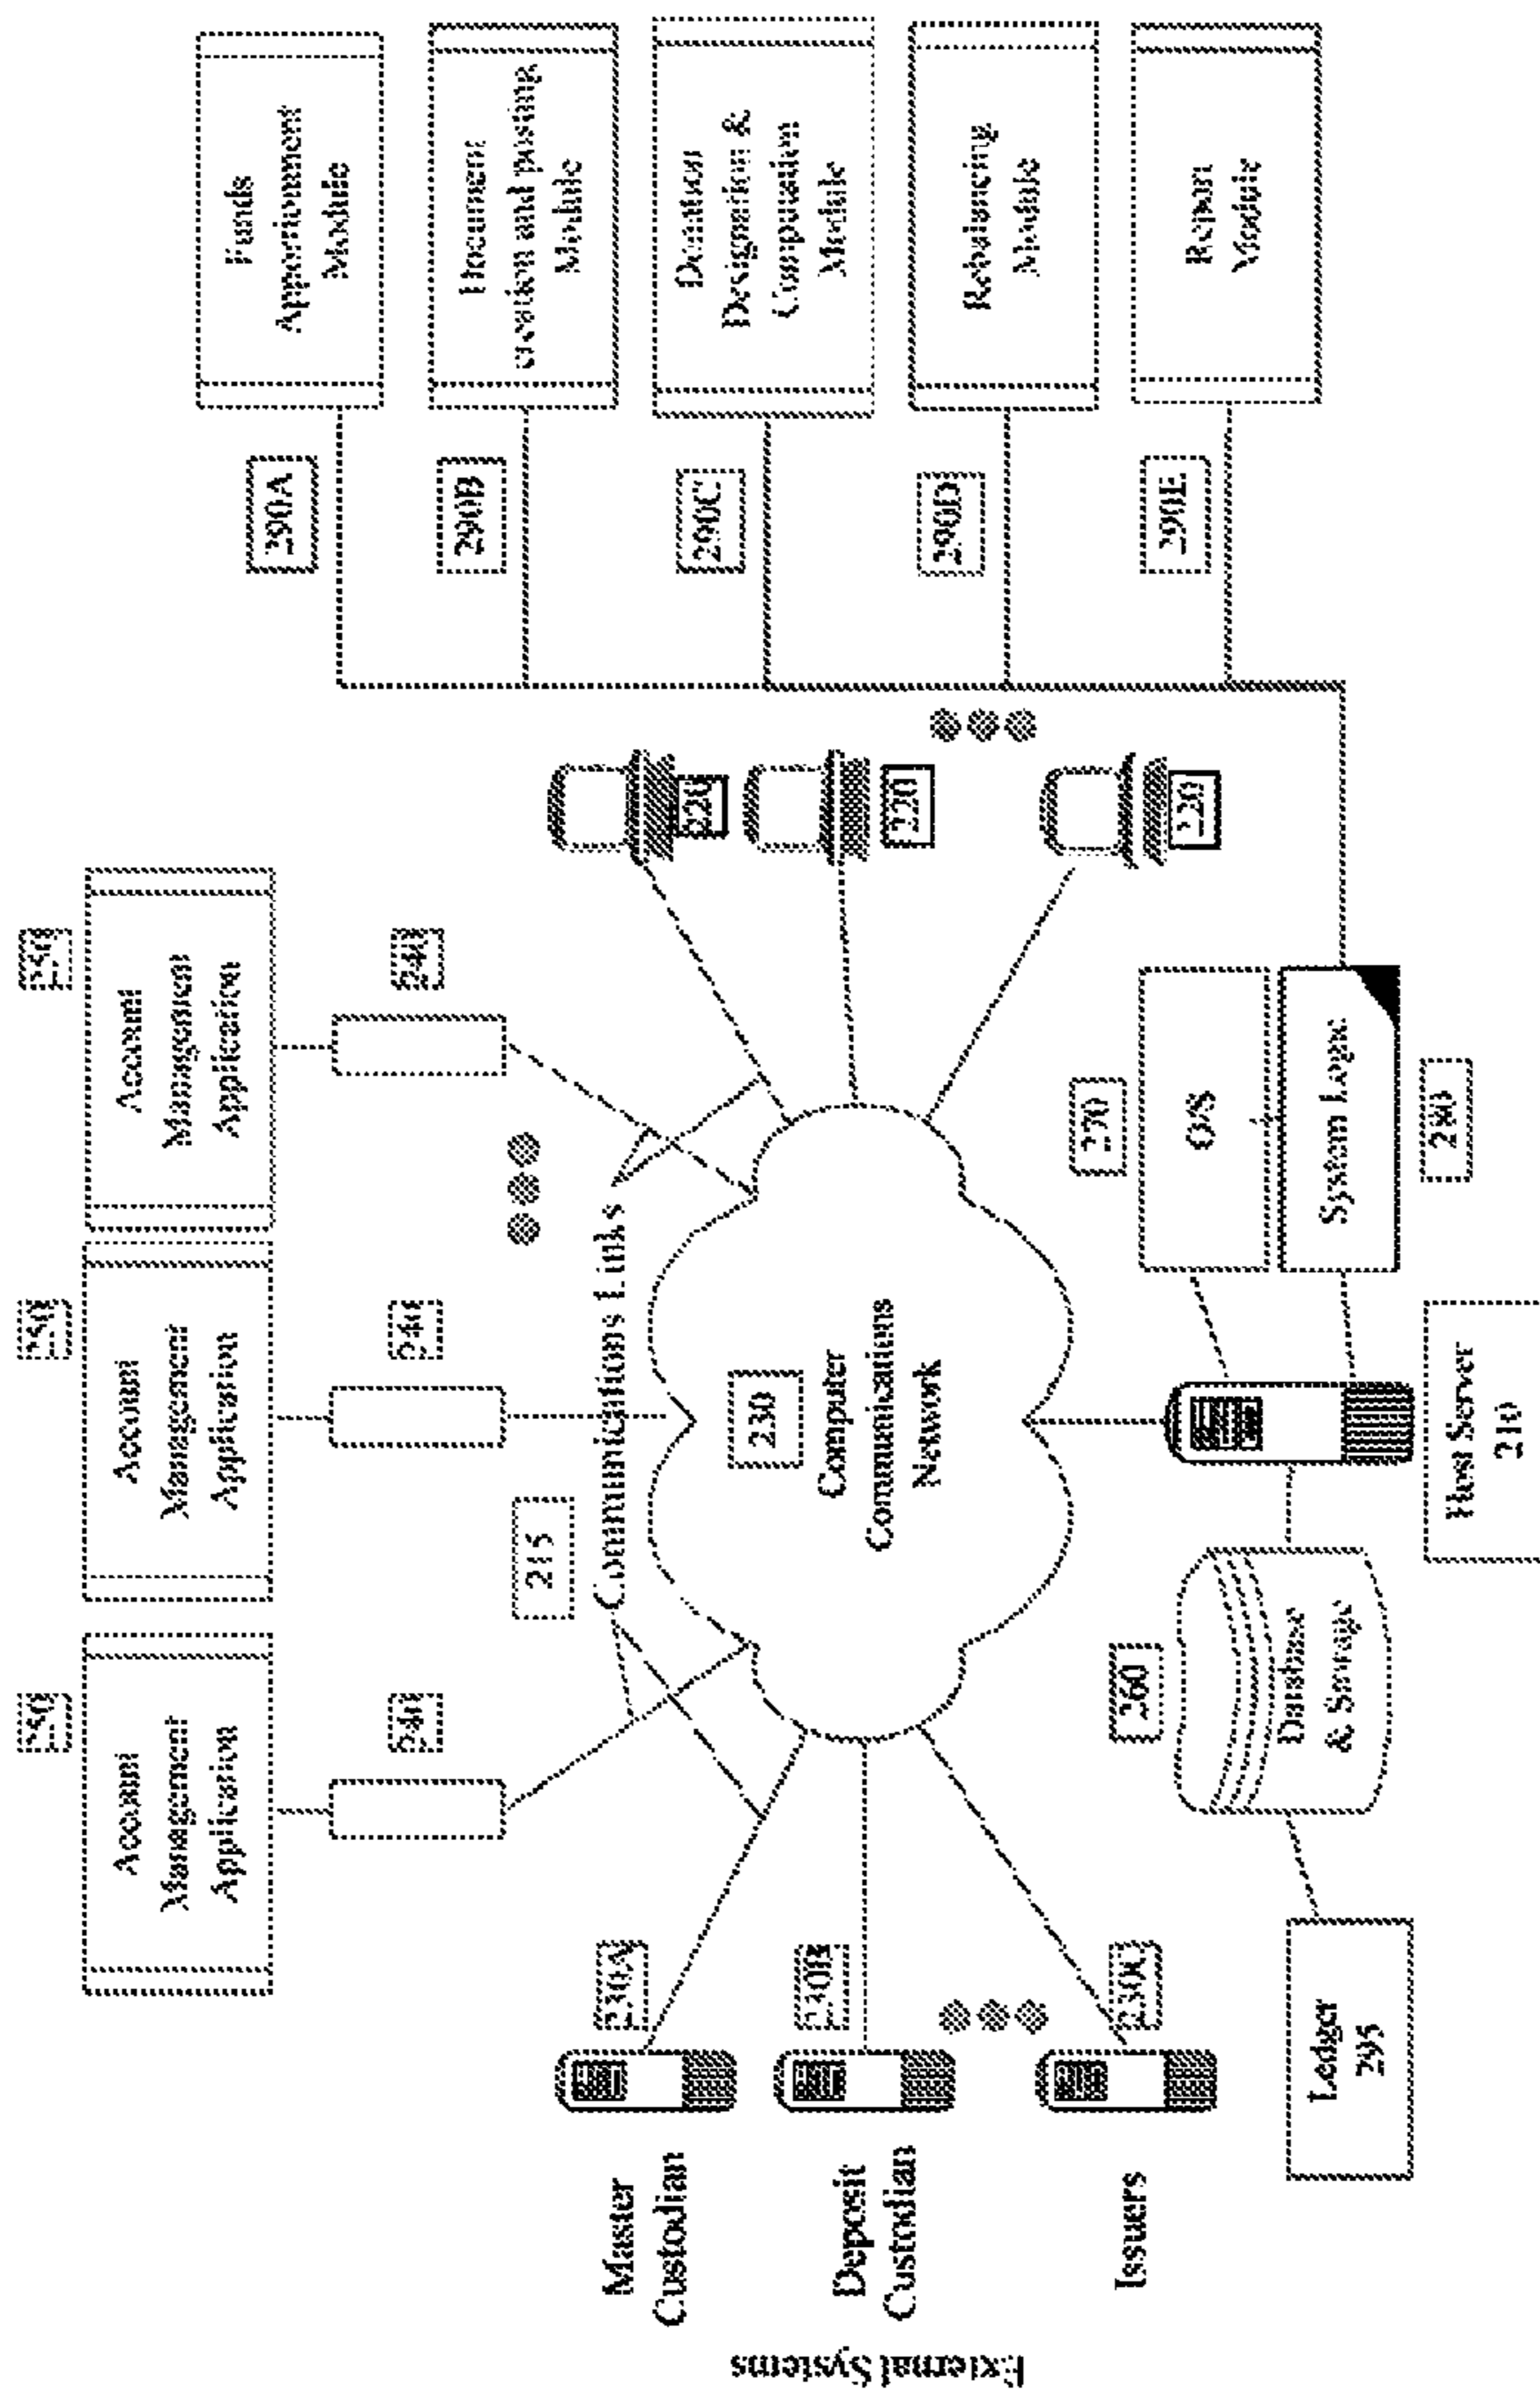 250
250
250
Account
Management
Application
Account
Management
Application
Account
Management
Application
240
240
240
215
Communications Links
230
Computer
Communications
Network
External Systems
Master
Custodian
230A
Deposit
Custodian
230B
Issuers
230C
220
220
220
260
Database
& Storage
Ledger
295
Host Server
210
270
O/S
System Logic
280
290A
Funds
Apportionment
Module
290B
Document
creation and posting
Module
290C
Donation
Designation &
Computation
Module
290D
Rebalancing
Module
290E
Report
Module